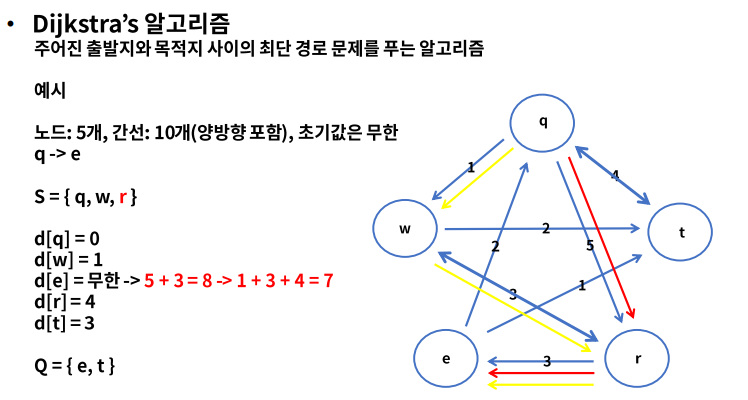 • Dijkstra's 알고리즘
주어진 출발지와 목적지 사이의 최단 경로 문제를 푸는 알고리즘
예시
노드: 5개, 간선: 10개(양방향 포함), 초기값은 무한
q -> e
S = { q, w, r }
d[q] = 0
d[w] = 1
d[e] = 무한 -> 5 + 3 = 8 -> 1 + 3 + 4 = 7
d[r] = 4
d[t] = 3
Q = { e, t }
q
1
4
w
2
t
2
5
3
1
e
3
r